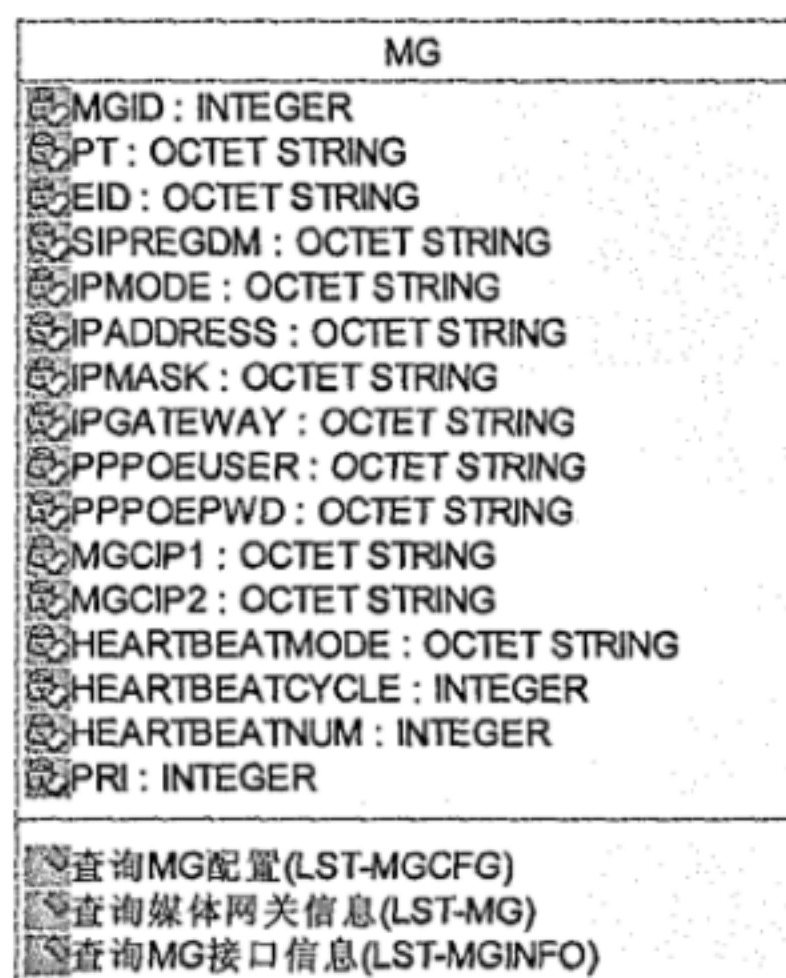 MG
MGID : INTEGER
PT : OCTET STRING
EID : OCTET STRING
SIPREGDM : OCTET STRING
IPMODE : OCTET STRING
IPADDRESS : OCTET STRING
IPMASK : OCTET STRING
IPGATEWAY : OCTET STRING
PPPOEUSER : OCTET STRING
PPPOEPWD : OCTET STRING
MGCIP1 : OCTET STRING
MGCIP2 : OCTET STRING
HEARTBEATMODE : OCTET STRING
HEARTBEATCYCLE : INTEGER
HEARTBEATNUM : INTEGER
PRI : INTEGER
查询MG配置(LST-MGCFG)
查询媒体网关信息(LST-MG)
查询MG接口信息(LST-MGINFO)